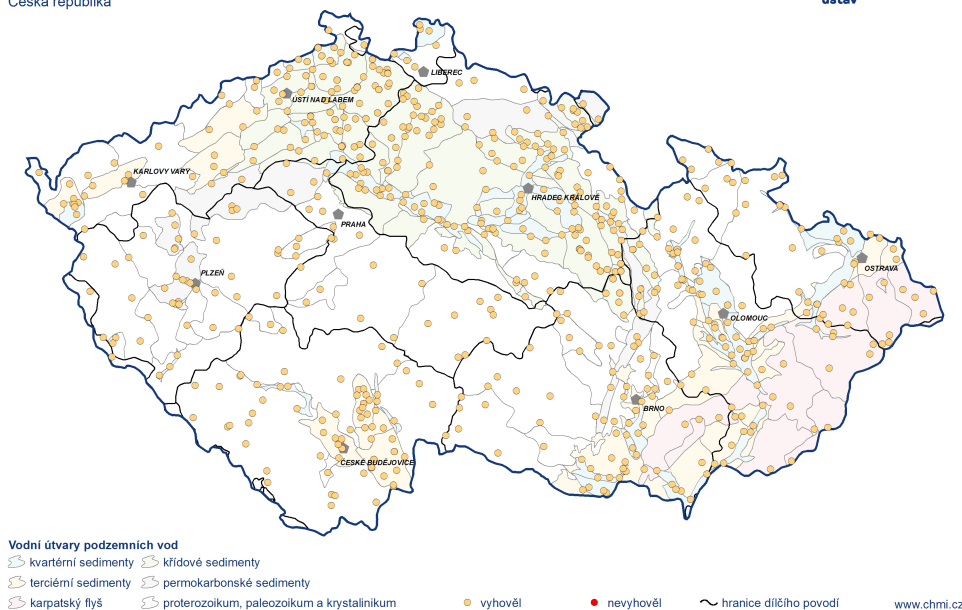 Česká republika
ústav
LIBEREC
ÚSTÍ NAD LABEM
KARLOVY VARY
HRADEC KRÁLOVÉ
PRAHA
PLZEŇ
OSTRAVA
OLOMOUC
BRNO
ČESKÉ BUDĚJOVICE
Vodní útvary podzemních vod
kvartérní sedimenty křídové sedimenty
terciérní sedimenty permokarbonské sedimenty
karpatský flyš proterozoikum, paleozoikum a krystalinikum vyhověl nevyhověl hranice dílčího povodí www.chmi.cz